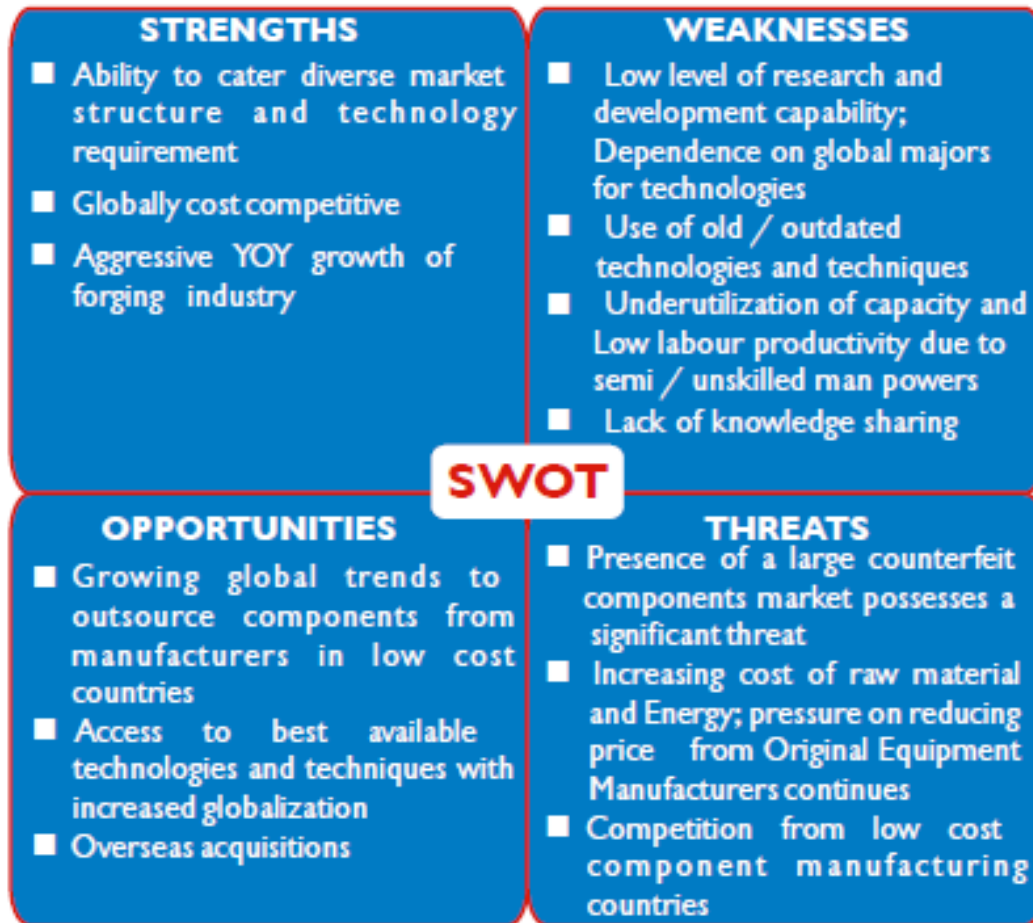 STRENGTHS
■ Ability to cater diverse market
structure and technology
requirement
■ Globally cost competitive
■ Aggressive YOY growth of
forging industry
WEAKNESSES
■ Low level of research and
development capability;
Dependence on global majors
for technologies
■ Use of old / outdated
technologies and techniques
■ Underutilization of capacity and
Low labour productivity due to
semi / unskilled man powers
■ Lack of knowledge sharing
SWOT
OPPORTUNITIES
■ Growing global trends to
outsource components from
manufacturers in low cost
countries
■ Access to best available
technologies and techniques with
increased globalization
■ Overseas acquisitions
THREATS
■ Presence of a large counterfeit
components market possesses a
significant threat
■ Increasing cost of raw material
and Energy; pressure on reducing
price from Original Equipment
Manufacturers continues
■ Competition from low cost
component manufacturing
countries